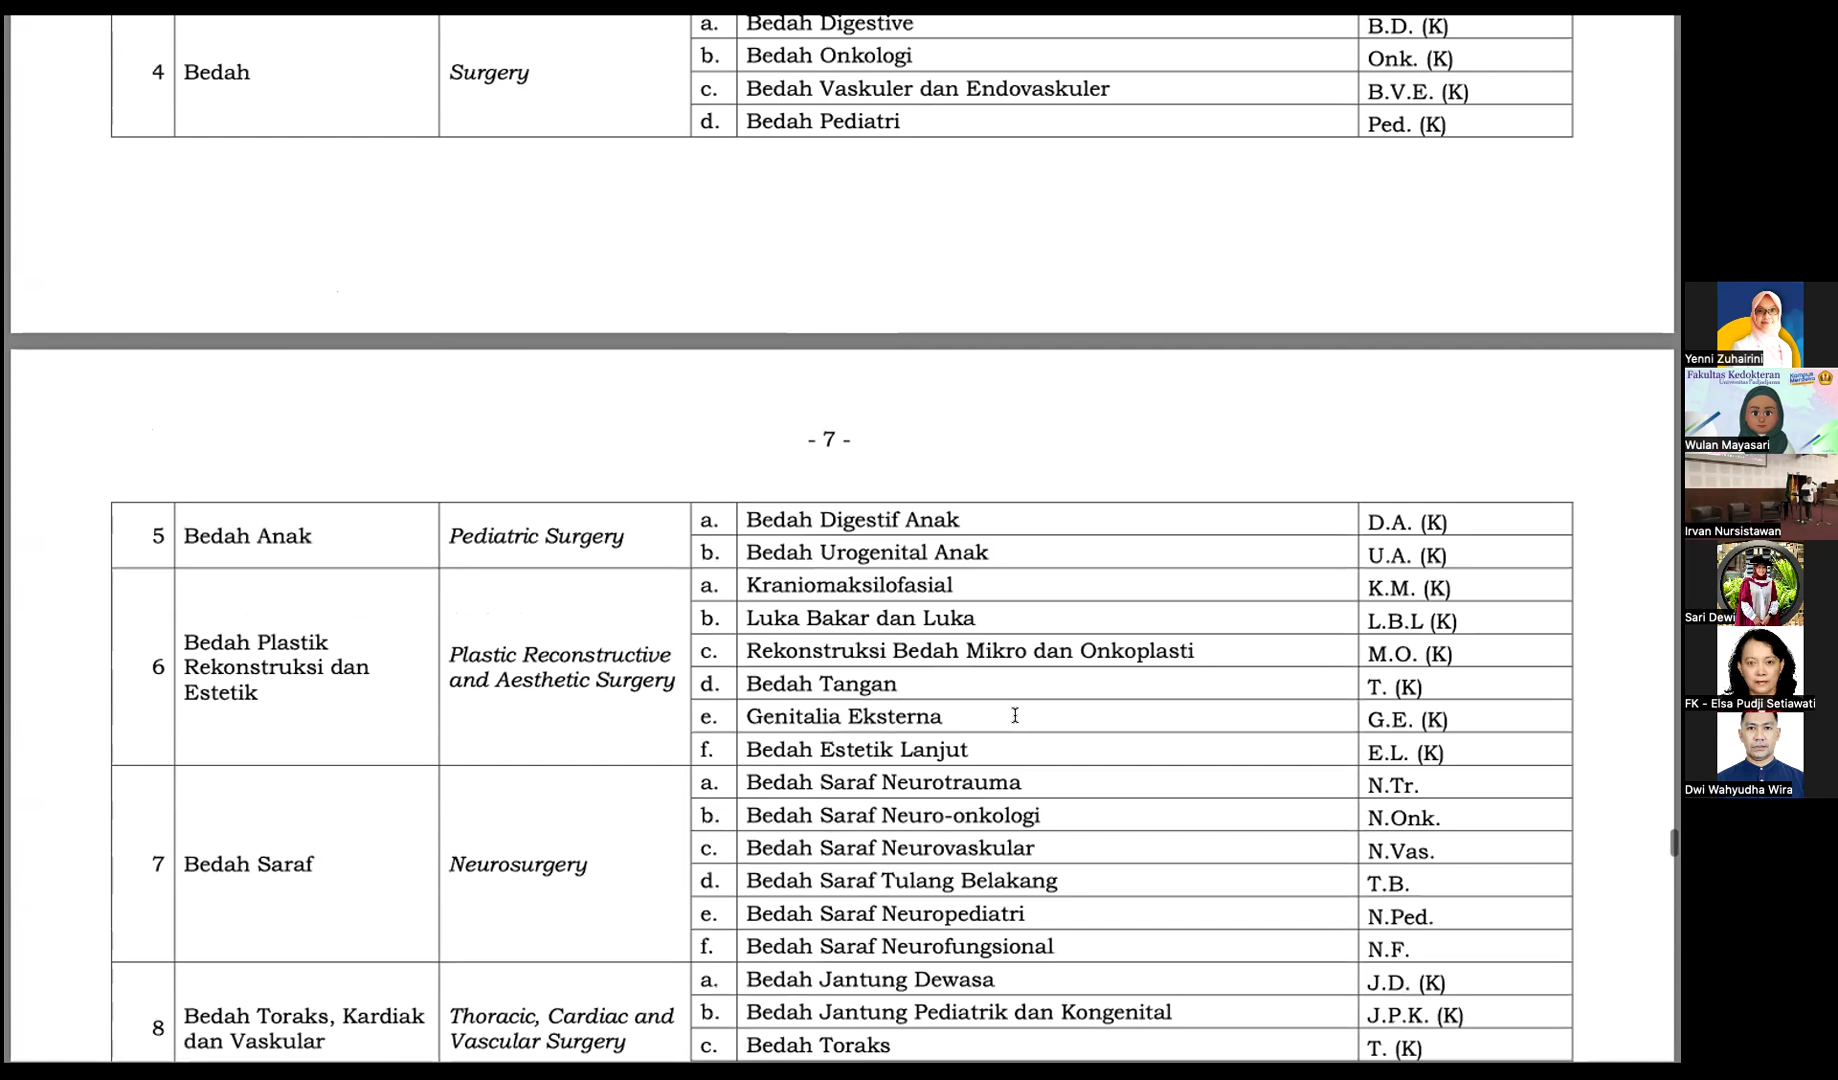 a. Bedah Digestive B.D. (K)
4 Bedah Surgery b. Bedah Onkologi Onk. (K)
c. Bedah Vaskuler dan Endovaskuler B.V.E. (K)
d. Bedah Pediatri Ped. (K)
- 7 -
5 Bedah Anak Pediatric Surgery a. Bedah Digestif Anak D.A. (K)
b. Bedah Urogenital Anak U.A. (K)
6 Bedah Plastik Rekonstruksi dan Estetik Plastic Reconstructive and Aesthetic Surgery a. Kraniomaksilofasial K.M. (K)
b. Luka Bakar dan Luka L.B.L (K)
c. Rekonstruksi Bedah Mikro dan Onkoplasti M.O. (K)
d. Bedah Tangan T. (K)
e. Genitalia Eksterna G.E. (K)
f. Bedah Estetik Lanjut E.L. (K)
7 Bedah Saraf Neurosurgery a. Bedah Saraf Neurotrauma N.Tr.
b. Bedah Saraf Neuro-onkologi N.Onk.
c. Bedah Saraf Neurovaskular N.Vas.
d. Bedah Saraf Tulang Belakang T.B.
e. Bedah Saraf Neuropediatri N.Ped.
f. Bedah Saraf Neurofungsional N.F.
8 Bedah Toraks, Kardiak dan Vaskular Thoracic, Cardiac and Vascular Surgery a. Bedah Jantung Dewasa J.D. (K)
b. Bedah Jantung Pediatrik dan Kongenital J.P.K. (K)
c. Bedah Toraks T. (K)
Yenni Zuhairini
Fakultas Kedokteran
Universitas Padjadjaran
Kampus Merdeka
Wulan Mayasari
Irvan Nursistawan
Sari Dewi
FK - Elsa Pudji Setiawati
Dwi Wahyudha Wira